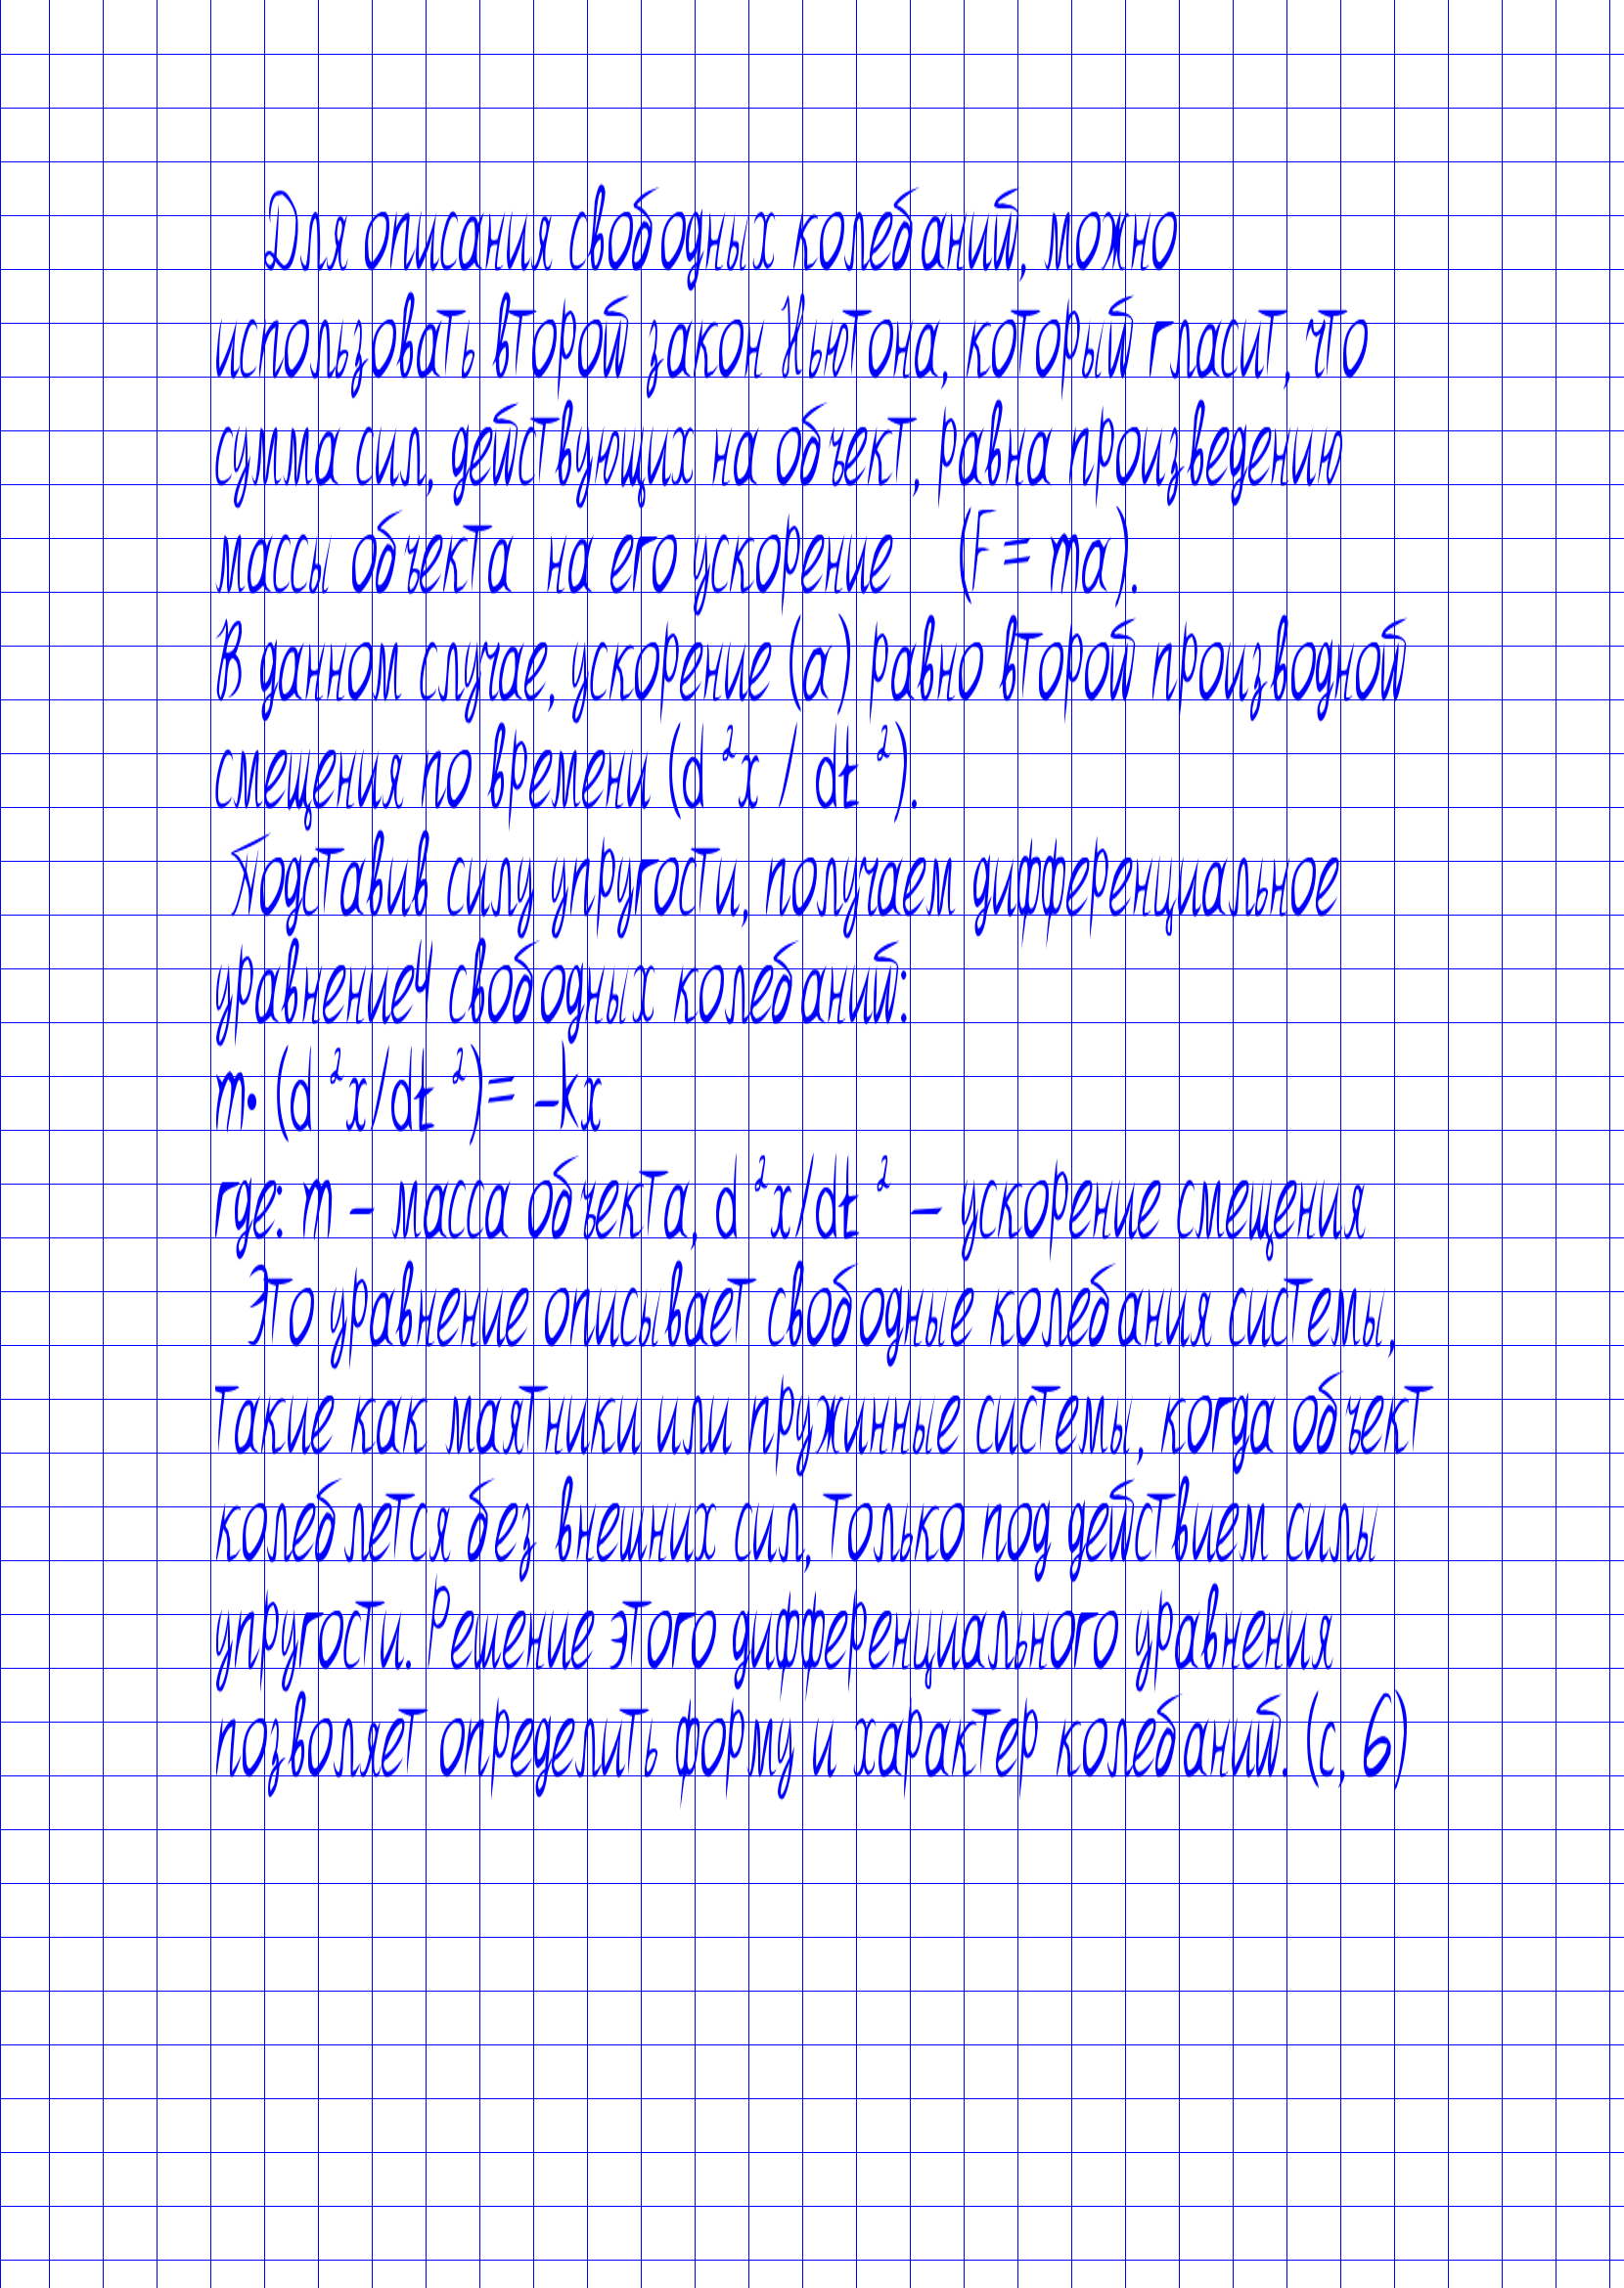 Для описания свободных колебаний, можно
использовать второй закон Ньютона, который гласит, что
сумма сил, действующих на объект, равна произведению
массы объекта на его ускорение (F = ma).
В данном случае, ускорение (a) равно второй производной
смещения по времени (d ²x / dt ²).
Подставив силу упругости, получаем дифференциальное
уравнениеЧ свободных колебаний:
m• (d ²x/dt ²)= -kx
где: m - масса объекта, d ²x/dt ² — ускорение смещения
Это уравнение описывает свободные колебания системы,
такие как маятники или пружинные системы, когда объект
колеблется без внешних сил, только под действием силы
упругости. Решение этого дифференциального уравнения
позволяет определить форму и характер колебаний. (с, 6)